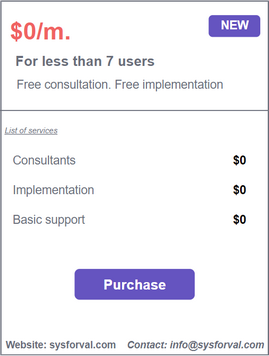 $0/m.
NEW
For less than 7 users
Free consultation. Free implementation
List of services
Consultants $0
Implementation $0
Basic support $0
Purchase
Website: sysforval.com Contact: info@sysforval.com